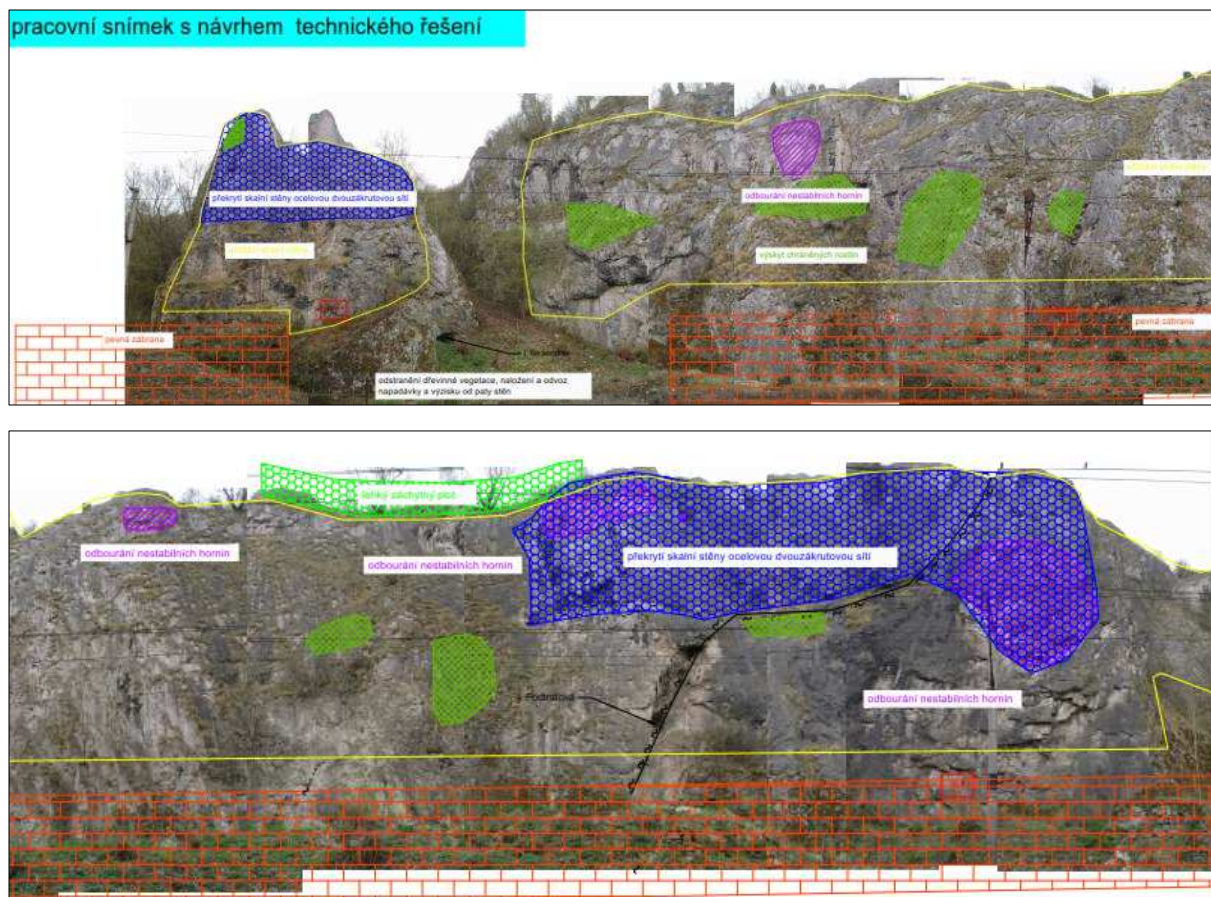 pracovní snímek s návrhem technického řešení
překrytí skalní stěny ocelovou dvouzákrutovou sítí
odbourání nestabilních hornin
výskyt chráněných rostlin
pevná zábrana
pevná zábrana
odstranění dřevinné vegetace, naložení a odvoz
napadávky a výzisku od paty stěn
lehký záchytný plot
odbourání nestabilních hornin
odbourání nestabilních hornin
překrytí skalní stěny ocelovou dvouzákrutovou sítí
odbourání nestabilních hornin